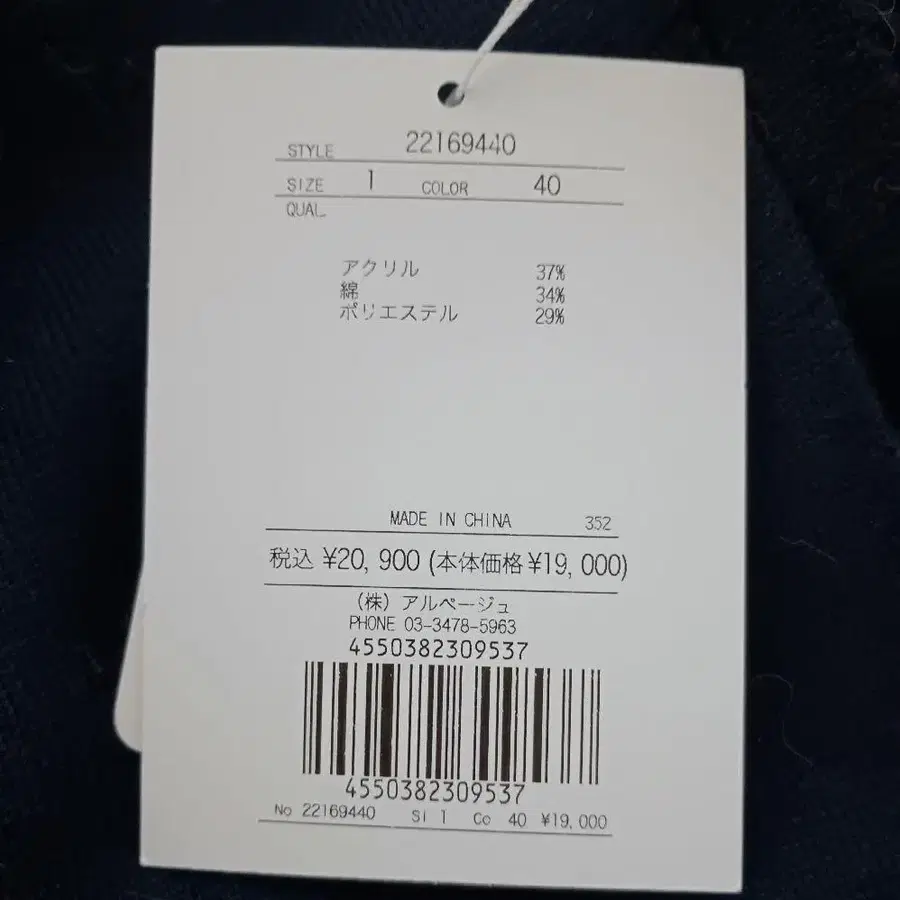 STYLE 22169440
SIZE 1 COLOR 40
QUAL
アクリル 37%
綿 34%
ポリエステル 29%
MADE IN CHINA 352
税込 ¥20,900 (本体価格¥19,000)
(株) アルページュ
PHONE 03-3478-5963
4550382309537
4550382309537
No 22169440 Si 1 Co 40 ¥19,000